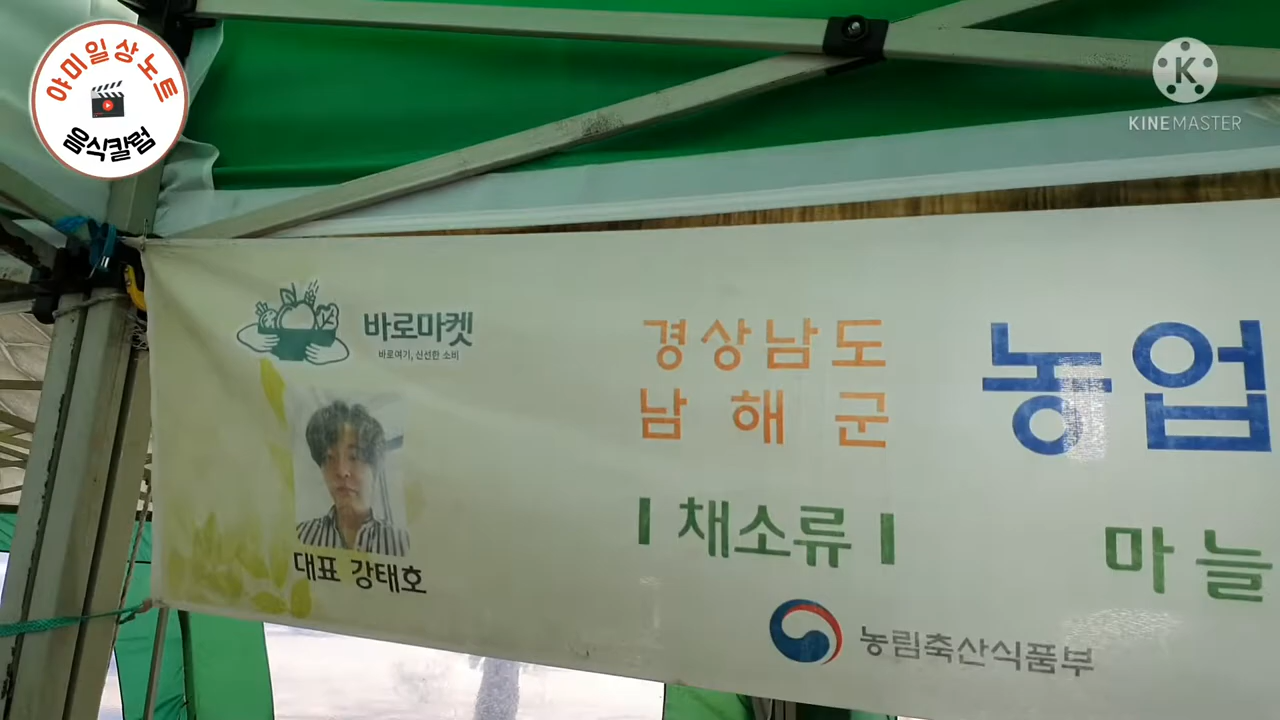 야미일상노트
음식칼럼
K
KINEMASTER
바로마켓
바로여기, 신선한 소비
대표 강태호
경상남도
남해군
농업
채소류
마늘
농림축산식품부